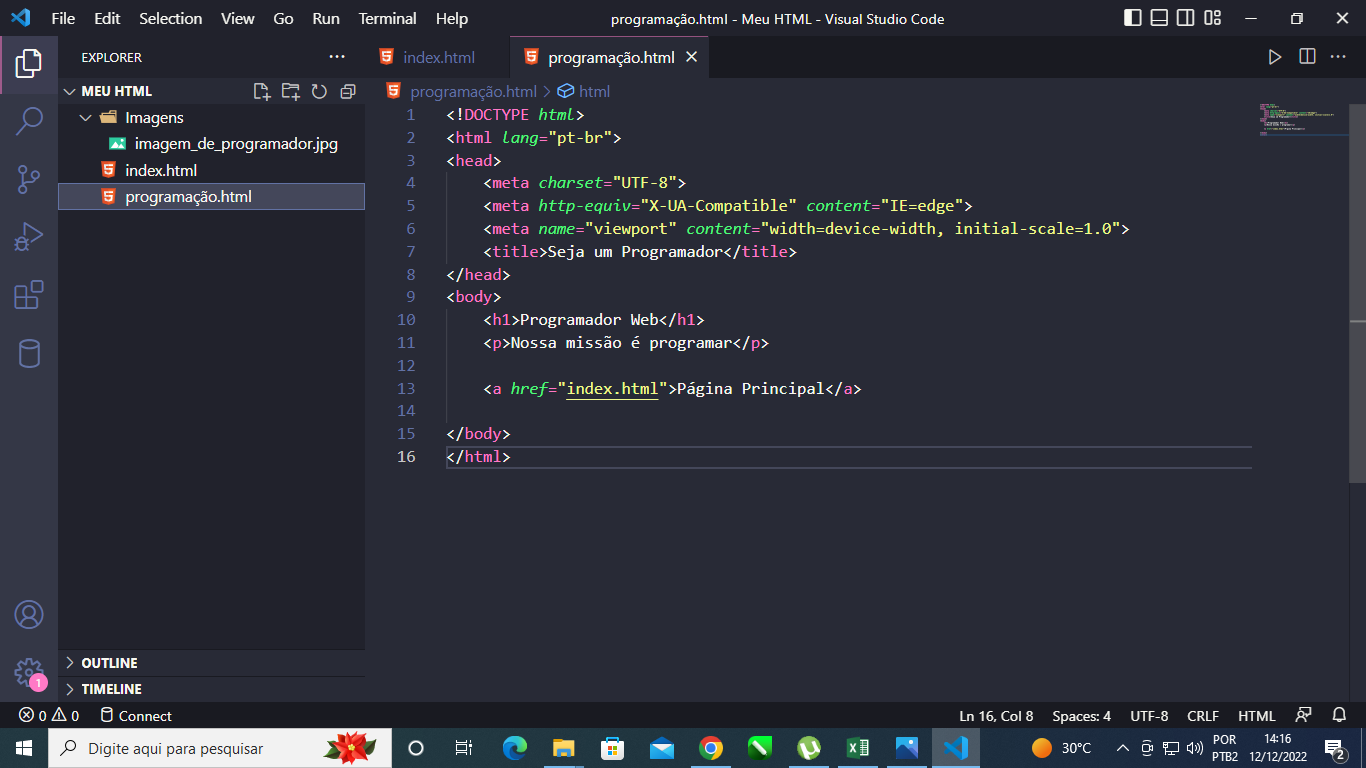 File Edit Selection View Go Run Terminal Help programação.html - Meu HTML - Visual Studio Code
EXPLORER
index.html
programação.html
MEU HTML
programação.html > html
Imagens
imagem_de_programador.jpg
index.html
programação.html
1 <!DOCTYPE html>
2 <html lang="pt-br">
3 <head>
4 <meta charset="UTF-8">
5 <meta http-equiv="X-UA-Compatible" content="IE=edge">
6 <meta name="viewport" content="width=device-width, initial-scale=1.0">
7 <title>Seja um Programador</title>
8 </head>
9 <body>
10 <h1>Programador Web</h1>
11 <p>Nossa missão é programar</p>
12
13 <a href="index.html">Página Principal</a>
14
15 </body>
16 </html>
OUTLINE
1
TIMELINE
0 0 Connect Ln 16, Col 8 Spaces: 4 UTF-8 CRLF HTML
Digite aqui para pesquisar
30°C
POR
PTB2
14:16
12/12/2022
2